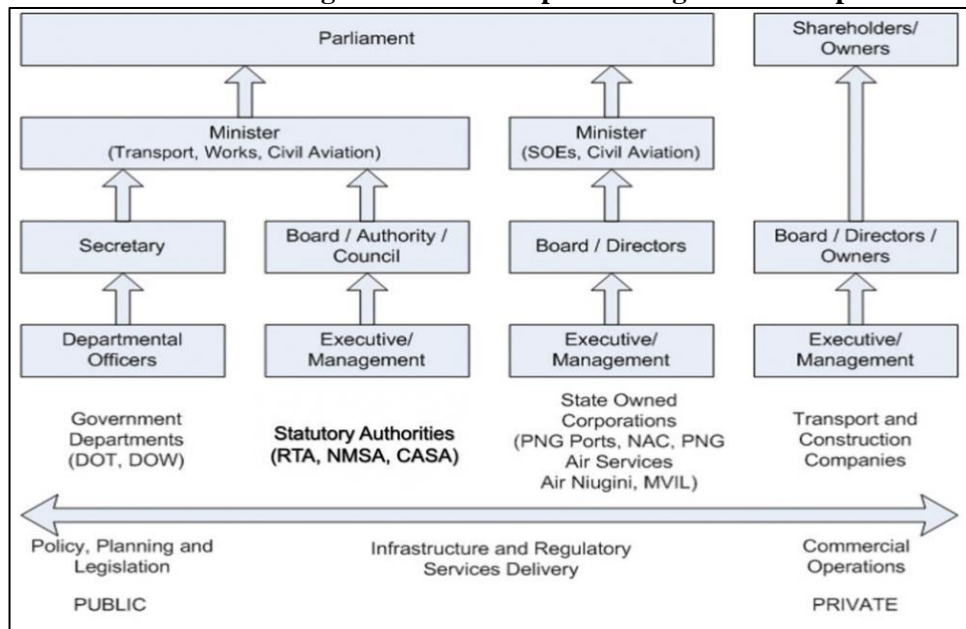 Parliament
Shareholders/
Owners
Minister
(Transport, Works, Civil Aviation)
Minister
(SOEs, Civil Aviation)
Secretary
Board / Authority /
Council
Board / Directors
Board / Directors /
Owners
Departmental
Officers
Executive/
Management
Executive/
Management
Executive/
Management
Government
Departments
(DOT, DOW)
Statutory Authorities
(RTA, NMSA, CASA)
State Owned
Corporations
(PNG Ports, NAC, PNG
Air Services
Air Niugini, MVIL)
Transport and
Construction
Companies
Policy, Planning and
Legislation
Infrastructure and Regulatory
Services Delivery
Commercial
Operations
PUBLIC
PRIVATE